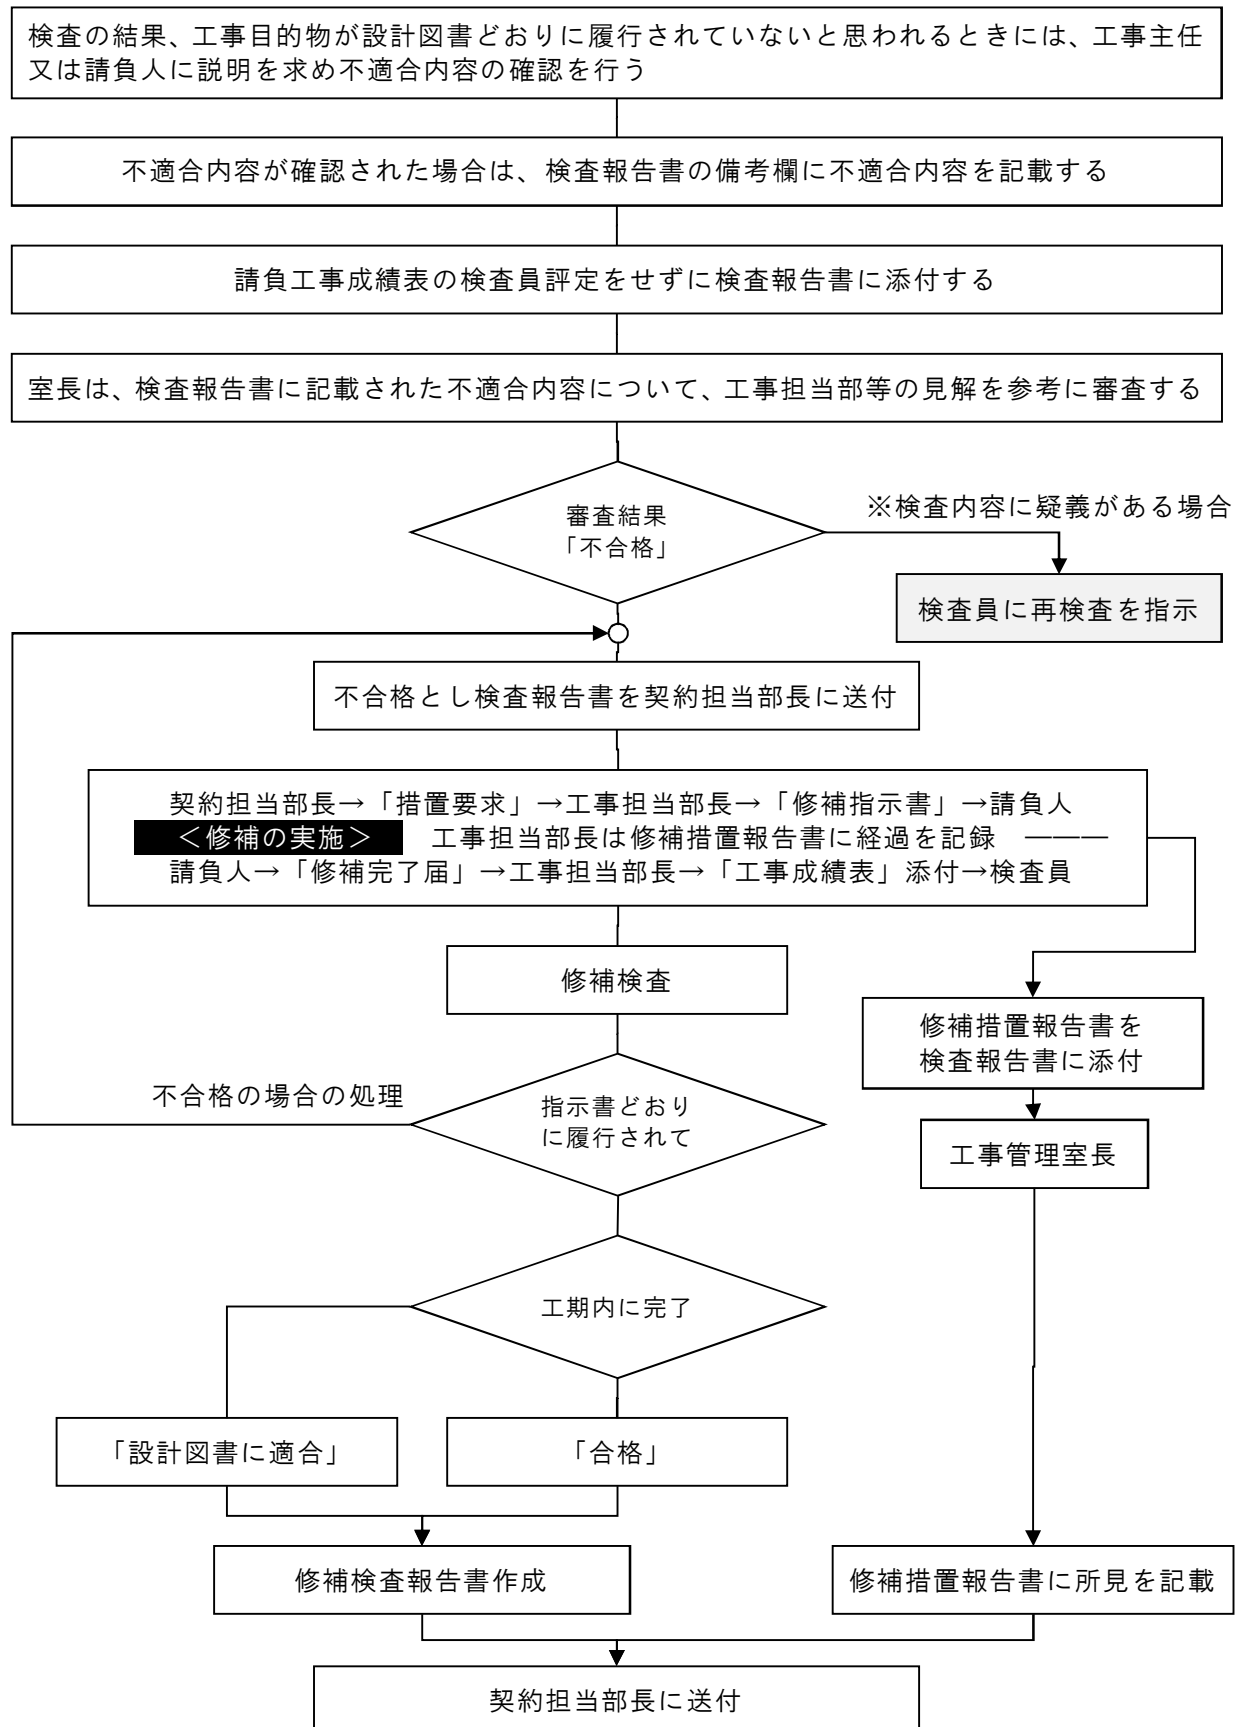 検査の結果、工事目的物が設計図書どおりに履行されていないと思われるときには、工事主任
又は請負人に説明を求め不適合内容の確認を行う
不適合内容が確認された場合は、検査報告書の備考欄に不適合内容を記載する
請負工事成績表の検査員評定をせずに検査報告書に添付する
室長は、検査報告書に記載された不適合内容について、工事担当部等の見解を参考に審査する
審査結果
「不合格」
※検査内容に疑義がある場合
検査員に再検査を指示
不合格とし検査報告書を契約担当部長に送付
契約担当部長→「措置要求」→工事担当部長→「修補指示書」→請負人
＜修補の実施＞ 工事担当部長は修補措置報告書に経過を記録 ―――
請負人→「修補完了届」→工事担当部長→「工事成績表」添付→検査員
修補検査
修補措置報告書を
検査報告書に添付
不合格の場合の処理
指示書どおり
に履行されて
工事管理室長
工期内に完了
「設計図書に適合」
「合格」
修補検査報告書作成
修補措置報告書に所見を記載
契約担当部長に送付